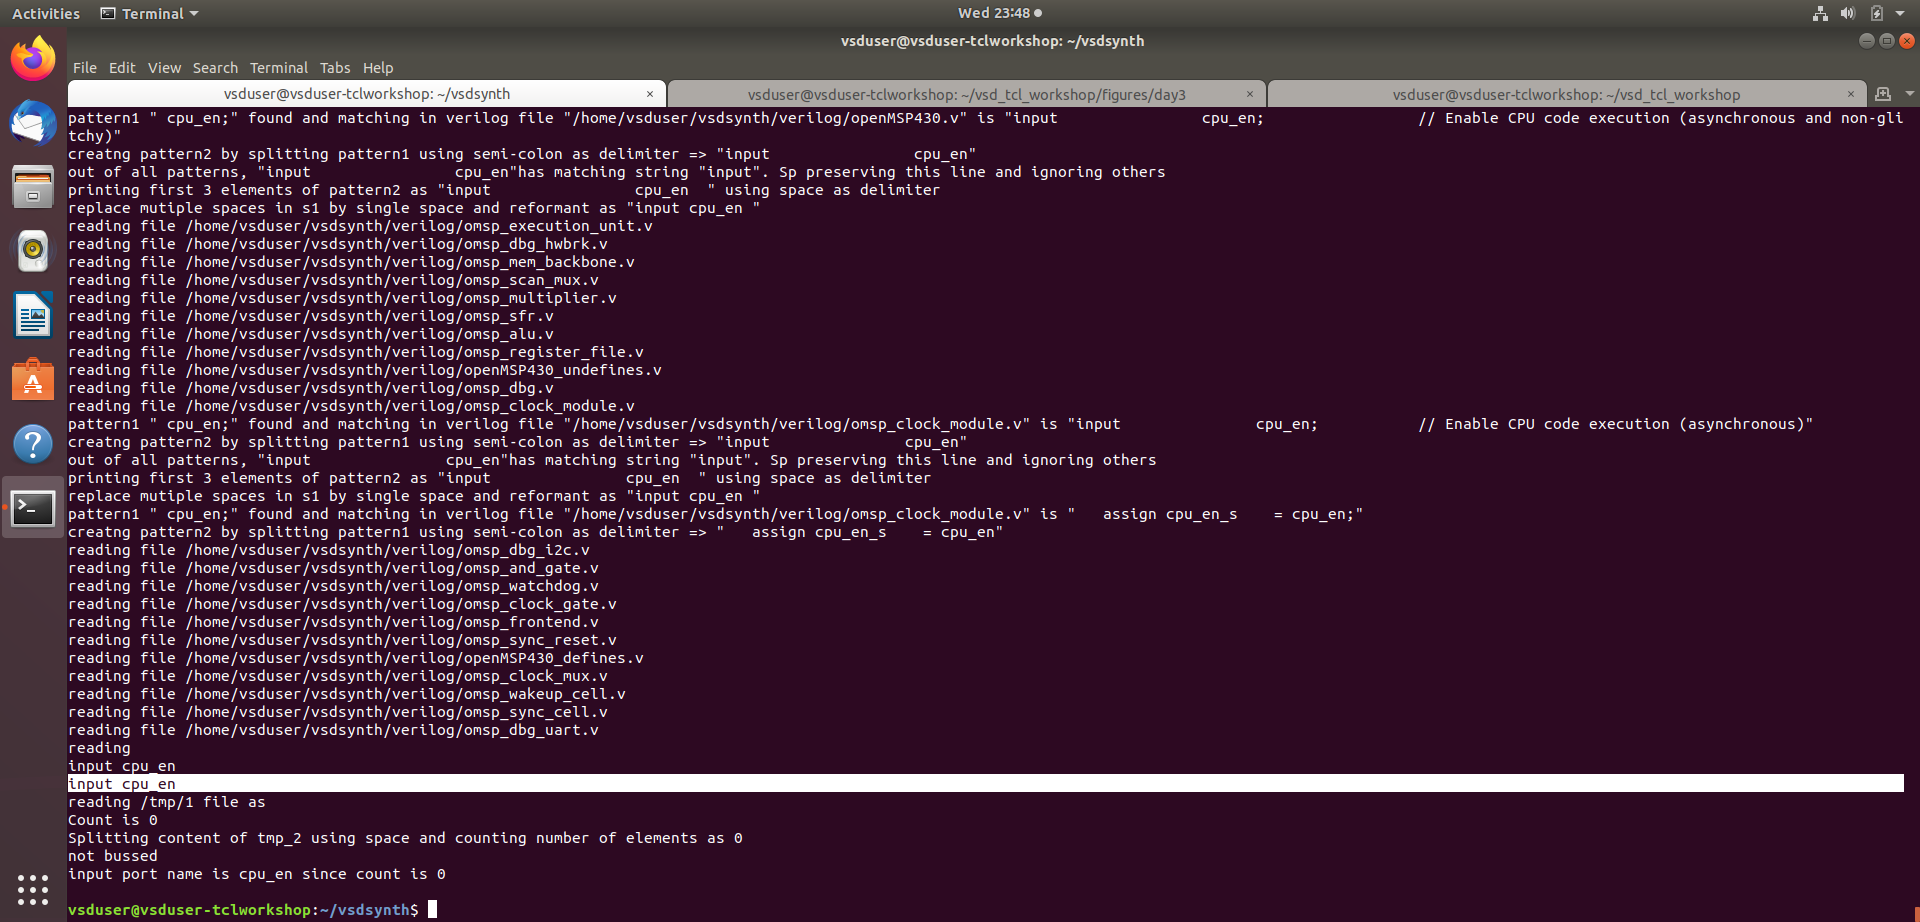 Activities Terminal Wed 23:48
vsduser@vsduser-tclworkshop: ~/vsdsynth
File Edit View Search Terminal Tabs Help
vsduser@vsduser-tclworkshop: ~/vsdsynth × vsduser@vsduser-tclworkshop: ~/vsd_tcl_workshop/figures/day3 × vsduser@vsduser-tclworkshop: ~/vsd_tcl_workshop ×
pattern1 " cpu_en;" found and matching in verilog file "/home/vsduser/vsdsynth/verilog/openMSP430.v" is "input                cpu_en;                 // Enable CPU code execution (asynchronous and non-gli
tchy)"
creatng pattern2 by splitting pattern1 using semi-colon as delimiter => "input                cpu_en"
out of all patterns, "input                cpu_en"has matching string "input". Sp preserving this line and ignoring others
printing first 3 elements of pattern2 as "input                cpu_en  " using space as delimiter
replace mutiple spaces in s1 by single space and reformant as "input cpu_en "
reading file /home/vsduser/vsdsynth/verilog/omsp_execution_unit.v
reading file /home/vsduser/vsdsynth/verilog/omsp_dbg_hwbrk.v
reading file /home/vsduser/vsdsynth/verilog/omsp_mem_backbone.v
reading file /home/vsduser/vsdsynth/verilog/omsp_scan_mux.v
reading file /home/vsduser/vsdsynth/verilog/omsp_multiplier.v
reading file /home/vsduser/vsdsynth/verilog/omsp_sfr.v
reading file /home/vsduser/vsdsynth/verilog/omsp_alu.v
reading file /home/vsduser/vsdsynth/verilog/omsp_register_file.v
reading file /home/vsduser/vsdsynth/verilog/openMSP430_undefines.v
reading file /home/vsduser/vsdsynth/verilog/omsp_dbg.v
reading file /home/vsduser/vsdsynth/verilog/omsp_clock_module.v
pattern1 " cpu_en;" found and matching in verilog file "/home/vsduser/vsdsynth/verilog/omsp_clock_module.v" is "input               cpu_en;           // Enable CPU code execution (asynchronous)"
creatng pattern2 by splitting pattern1 using semi-colon as delimiter => "input               cpu_en"
out of all patterns, "input               cpu_en"has matching string "input". Sp preserving this line and ignoring others
printing first 3 elements of pattern2 as "input               cpu_en  " using space as delimiter
replace mutiple spaces in s1 by single space and reformant as "input cpu_en "
pattern1 " cpu_en;" found and matching in verilog file "/home/vsduser/vsdsynth/verilog/omsp_clock_module.v" is "   assign cpu_en_s    = cpu_en;"
creatng pattern2 by splitting pattern1 using semi-colon as delimiter => "   assign cpu_en_s    = cpu_en"
reading file /home/vsduser/vsdsynth/verilog/omsp_dbg_i2c.v
reading file /home/vsduser/vsdsynth/verilog/omsp_and_gate.v
reading file /home/vsduser/vsdsynth/verilog/omsp_watchdog.v
reading file /home/vsduser/vsdsynth/verilog/omsp_clock_gate.v
reading file /home/vsduser/vsdsynth/verilog/omsp_frontend.v
reading file /home/vsduser/vsdsynth/verilog/omsp_sync_reset.v
reading file /home/vsduser/vsdsynth/verilog/openMSP430_defines.v
reading file /home/vsduser/vsdsynth/verilog/omsp_clock_mux.v
reading file /home/vsduser/vsdsynth/verilog/omsp_wakeup_cell.v
reading file /home/vsduser/vsdsynth/verilog/omsp_sync_cell.v
reading file /home/vsduser/vsdsynth/verilog/omsp_dbg_uart.v
reading
input cpu_en
input cpu_en
reading /tmp/1 file as
Count is 0
Splitting content of tmp_2 using space and counting number of elements as 0
not bussed
input port name is cpu_en since count is 0
vsduser@vsduser-tclworkshop:~/vsdsynth$